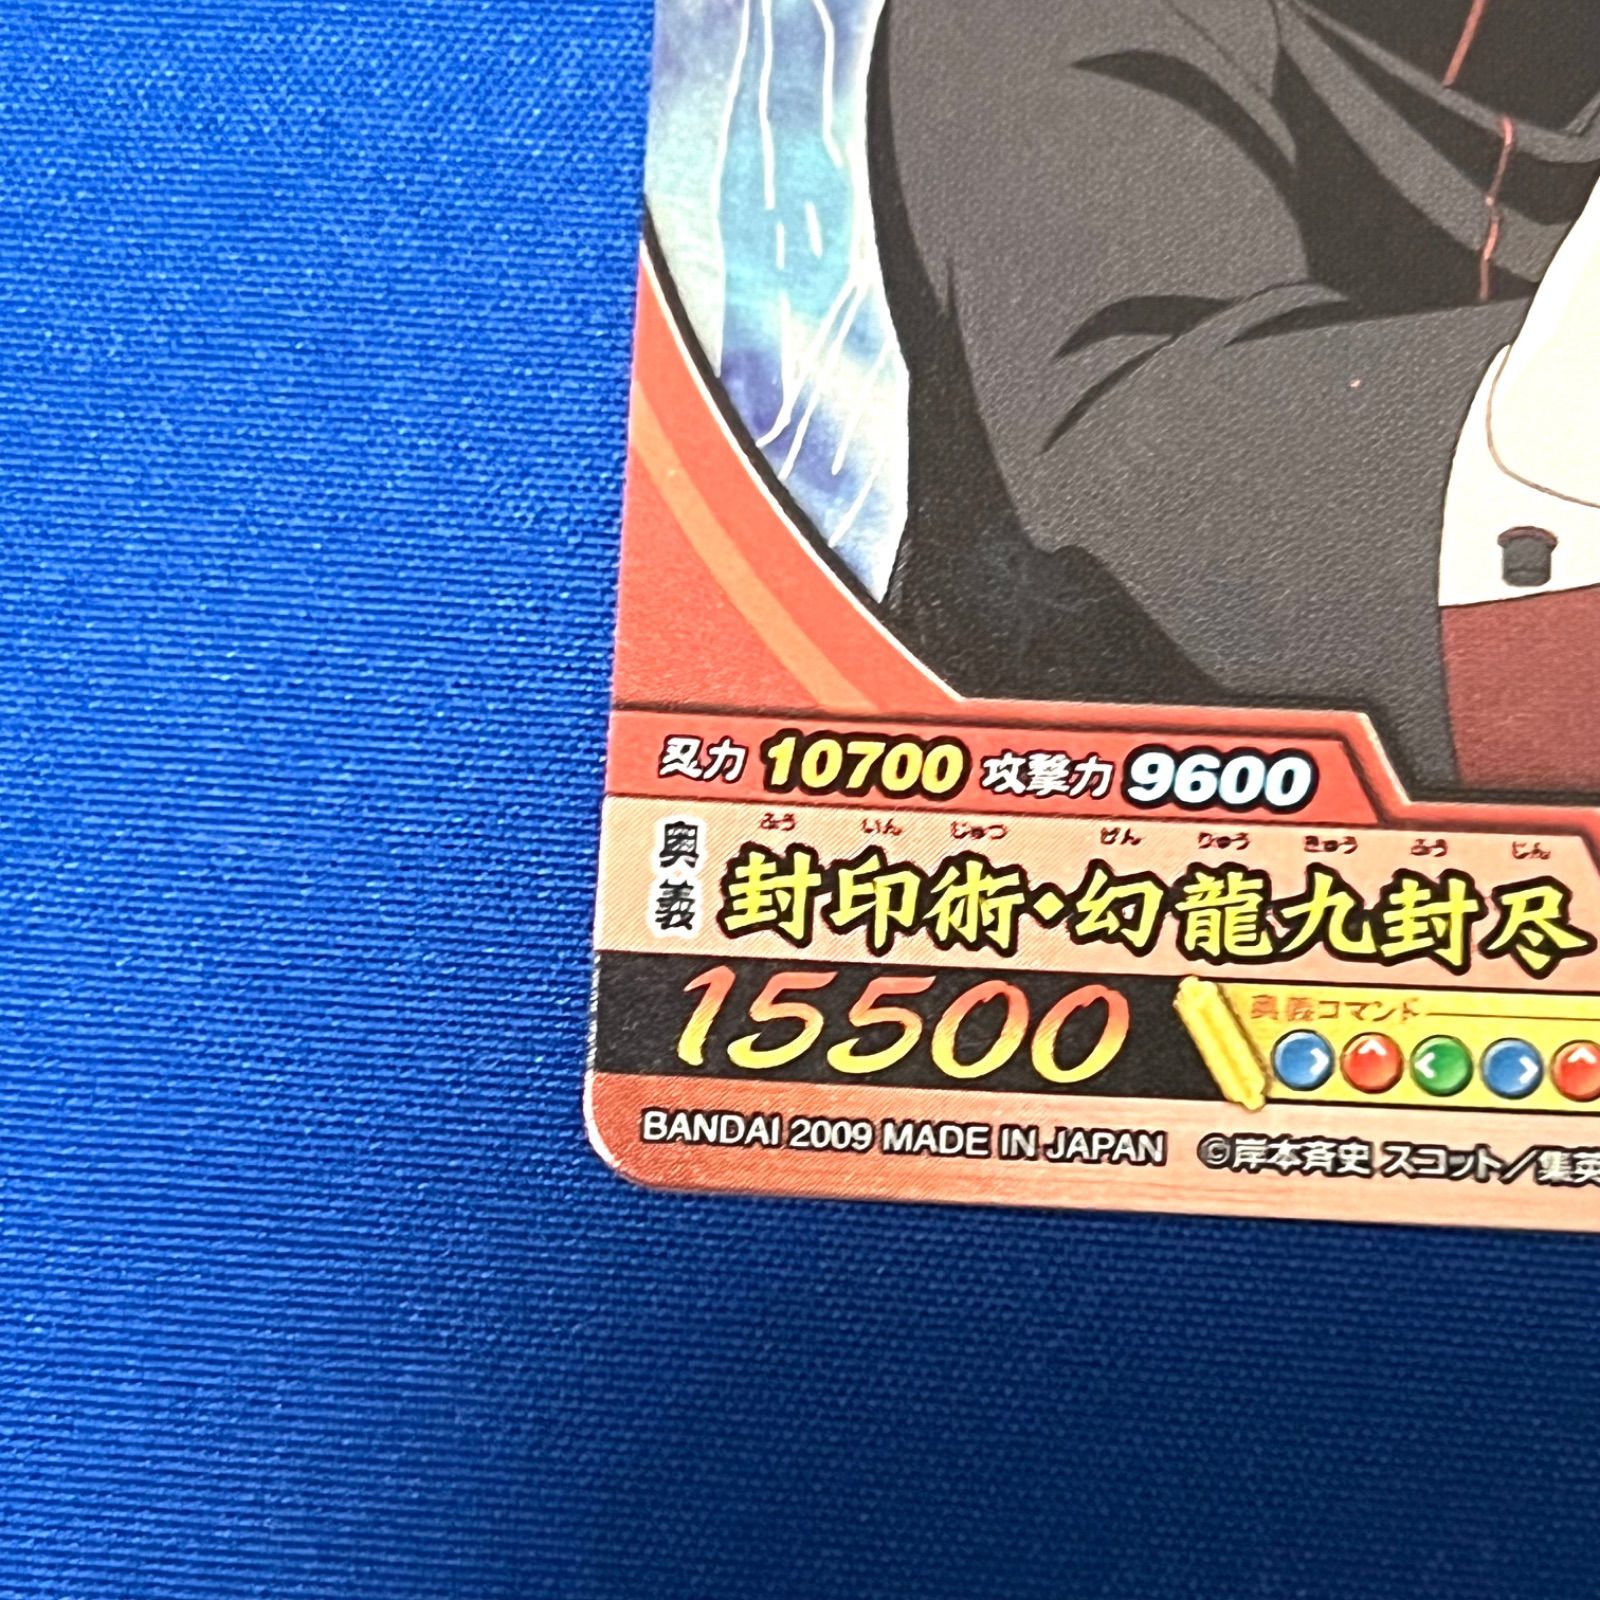 忍力 10700 攻撃力 9600
ふう いん じゅつ げん りゅう きゅう ふう じん
奥義 封印術・幻龍九封尽
15500 奥義コマンド
BANDAI 2009 MADE IN JAPAN ©岸本斉史 スコット／集英